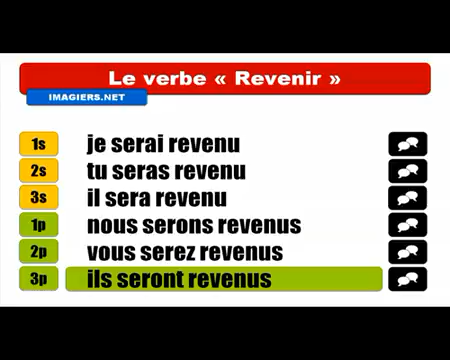 Le verbe « Revenir »
IMAGIERS.NET
1s je serai revenu
2s tu seras revenu
3s il sera revenu
1p nous serons revenus
2p vous serez revenus
3p ils seront revenus